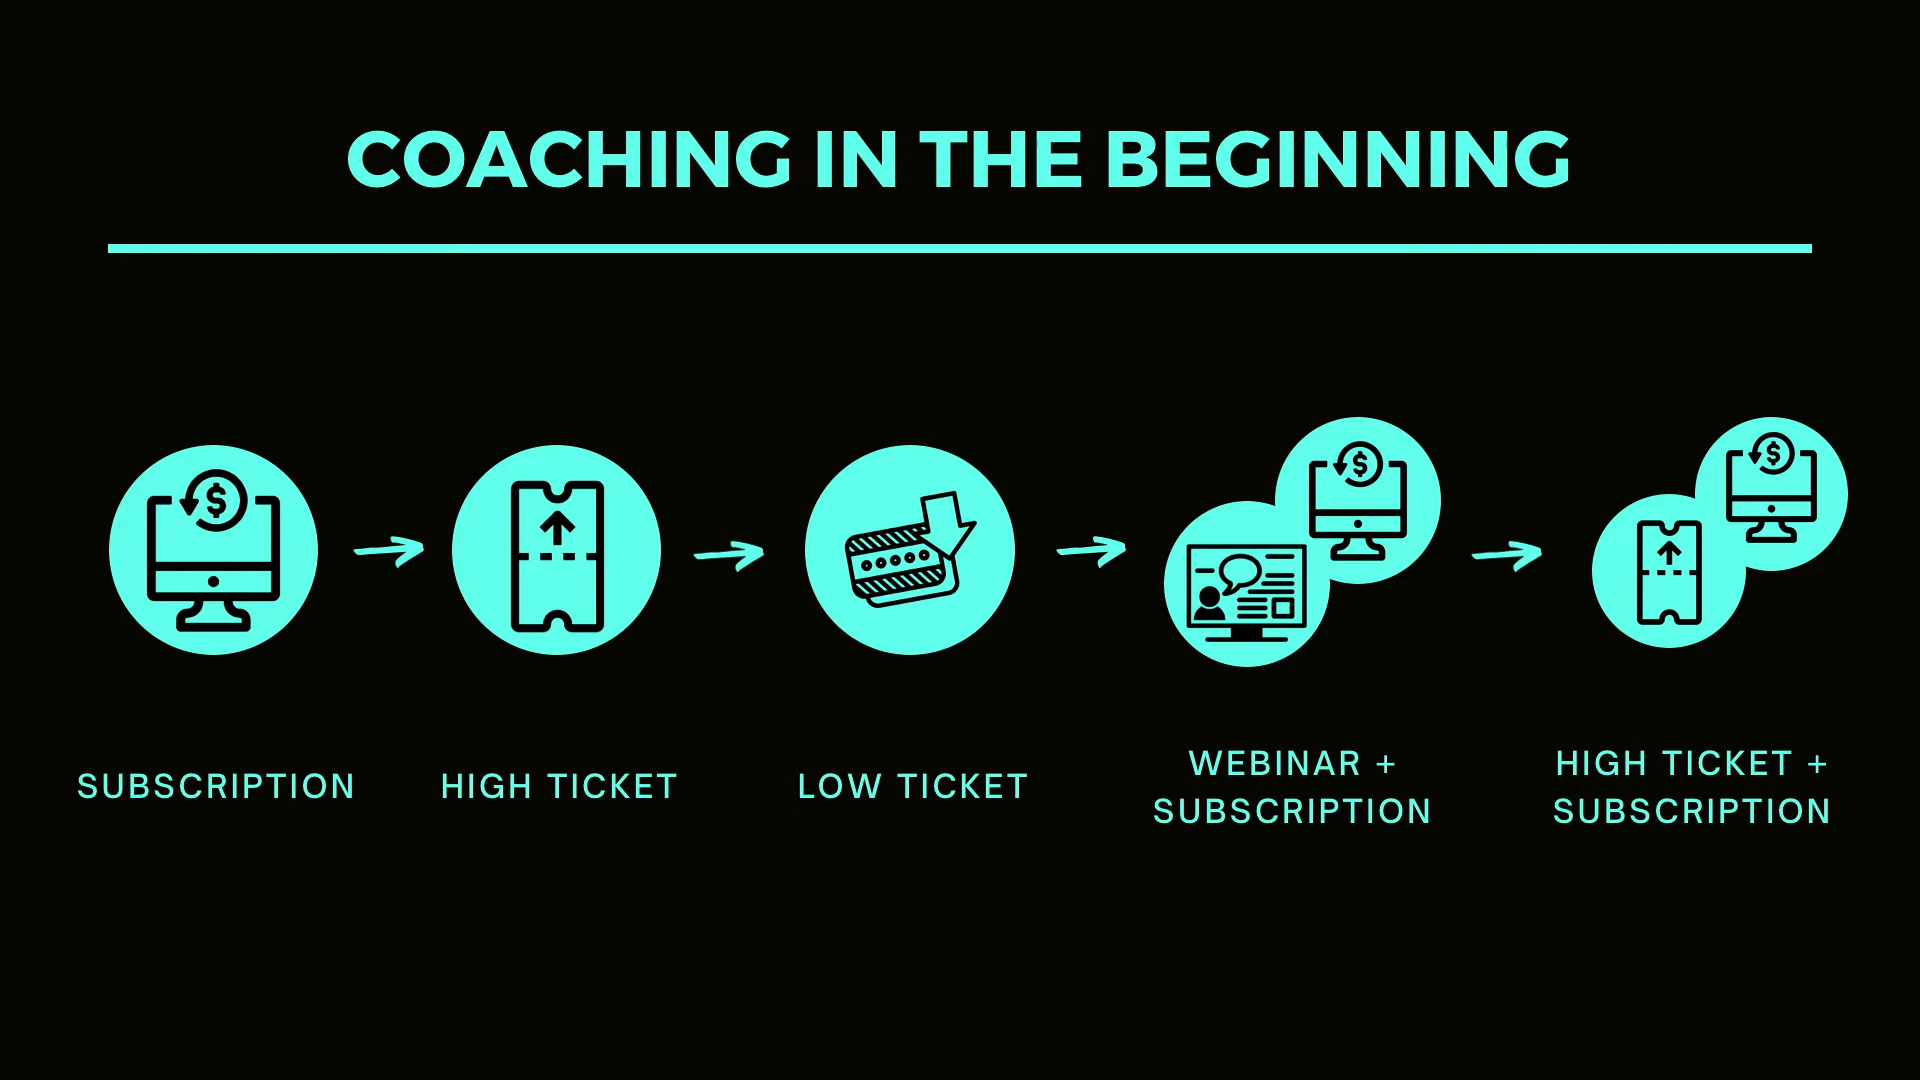 COACHING IN THE BEGINNING
SUBSCRIPTION
HIGH TICKET
LOW TICKET
WEBINAR +
SUBSCRIPTION
HIGH TICKET +
SUBSCRIPTION